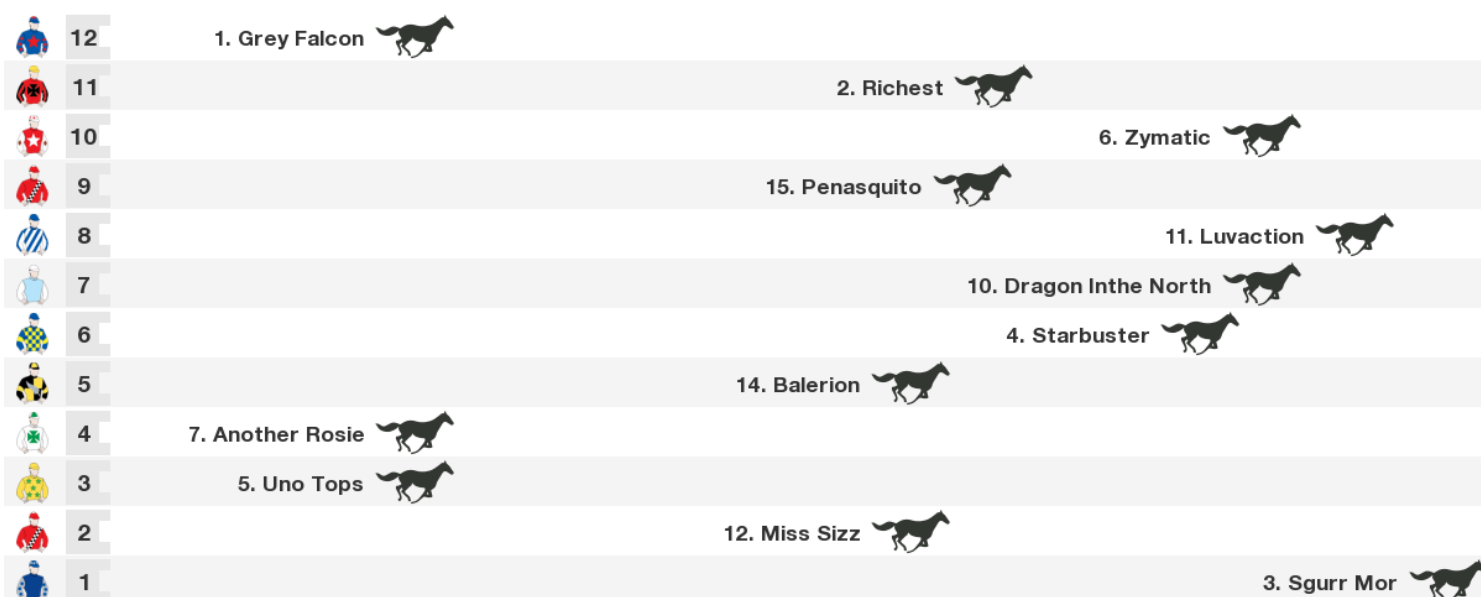 12 1. Grey Falcon
11 2. Richest
10 6. Zymatic
9 15. Penasquito
8 11. Luvaction
7 10. Dragon Inthe North
6 4. Starbuster
5 14. Balerion
4 7. Another Rosie
3 5. Uno Tops
2 12. Miss Sizz
1 3. Sgurr Mor